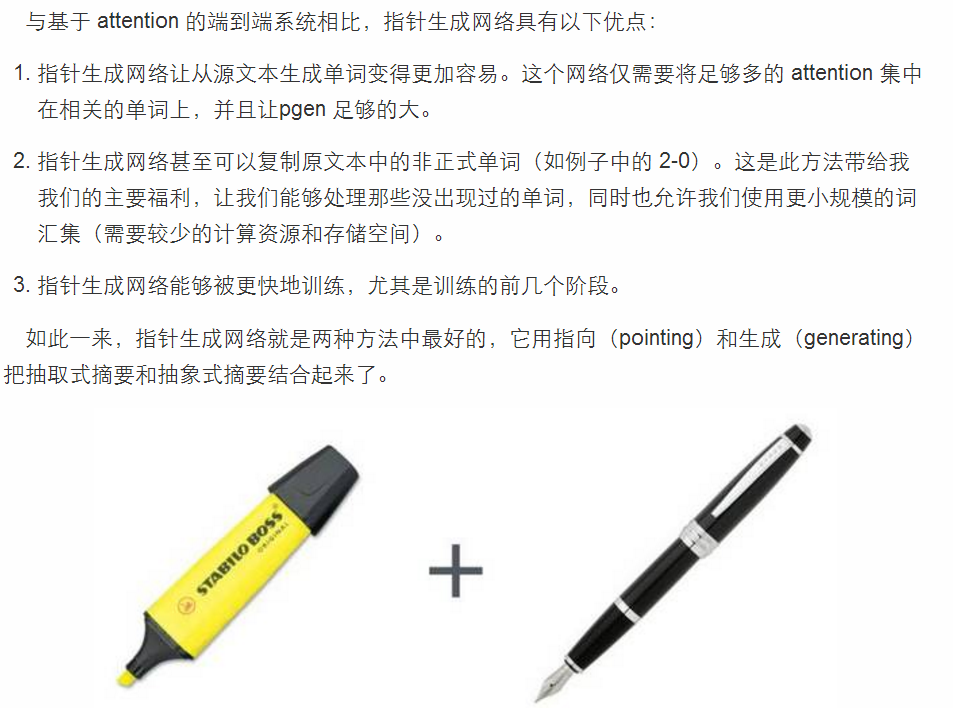 与基于 attention 的端到端系统相比，指针生成网络具有以下优点：
1. 指针生成网络让从源文本生成单词变得更加容易。这个网络仅需要将足够多的 attention 集中
在相关的单词上，并且让pgen 足够的大。
2. 指针生成网络甚至可以复制原文本中的非正式单词（如例子中的 2-0）。这是此方法带给我
我们的主要福利，让我们能够处理那些没出现过的单词，同时也允许我们使用更小规模的词
汇集（需要较少的计算资源和存储空间）。
3. 指针生成网络能够被更快地训练，尤其是训练的前几个阶段。
如此一来，指针生成网络就是两种方法中最好的，它用指向（pointing）和生成（generating）
把抽取式摘要和抽象式摘要结合起来了。
STABILO BOSS
ORIGINAL